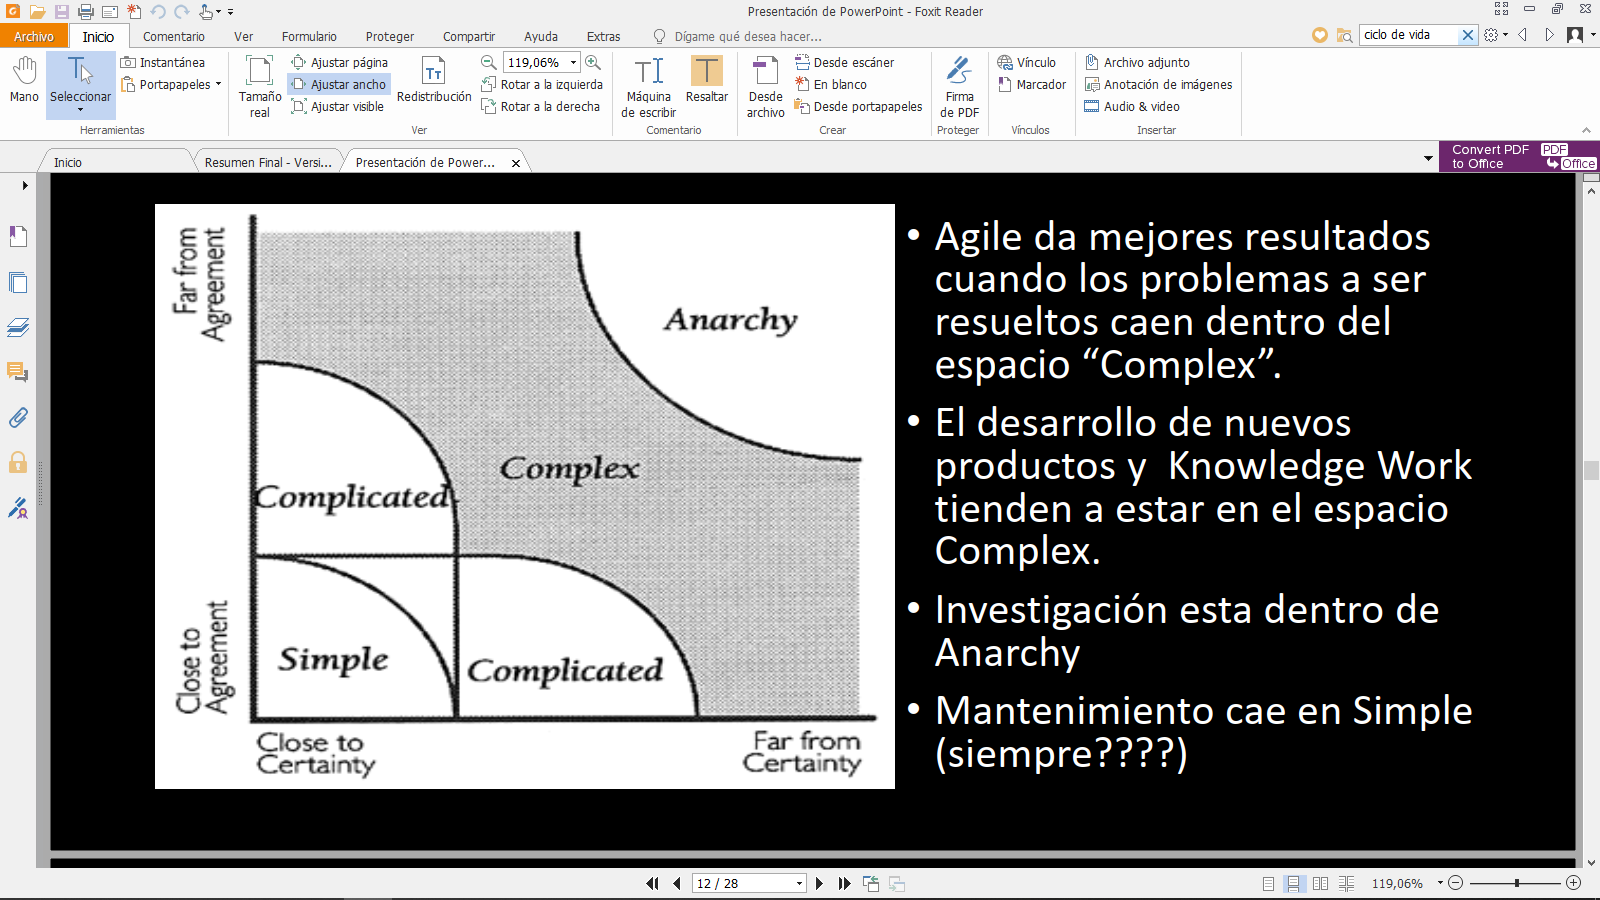 Presentación de PowerPoint - Foxit Reader
Archivo
Inicio
Comentario
Ver
Formulario
Proteger
Compartir
Ayuda
Extras
Dígame qué desea hacer...
ciclo de vida
Mano
Seleccionar
Instantánea
Portapapeles
Herramientas
Tamaño
real
Ajustar página
Ajustar ancho
Ajustar visible
Redistribución
119,06%
Rotar a la izquierda
Rotar a la derecha
Ver
Máquina
de escribir
Resaltar
Comentario
Desde
archivo
Desde escáner
En blanco
Desde portapapeles
Crear
Firma
de PDF
Proteger
Vínculo
Marcador
Vínculos
Archivo adjunto
Anotación de imágenes
Audio & video
Insertar
Inicio
Resumen Final - Versi...
Presentación de Power...
Convert PDF
to Office
PDF
Office
Far from
Agreement
Close to
Agreement
Anarchy
Complex
Complicated
Simple
Complicated
Close to
Certainty
Far from
Certainty
• Agile da mejores resultados
cuando los problemas a ser
resueltos caen dentro del
espacio “Complex”.
• El desarrollo de nuevos
productos y  Knowledge Work
tienden a estar en el espacio
Complex.
• Investigación esta dentro de
Anarchy
• Mantenimiento cae en Simple
(siempre????)
12 / 28
119,06%